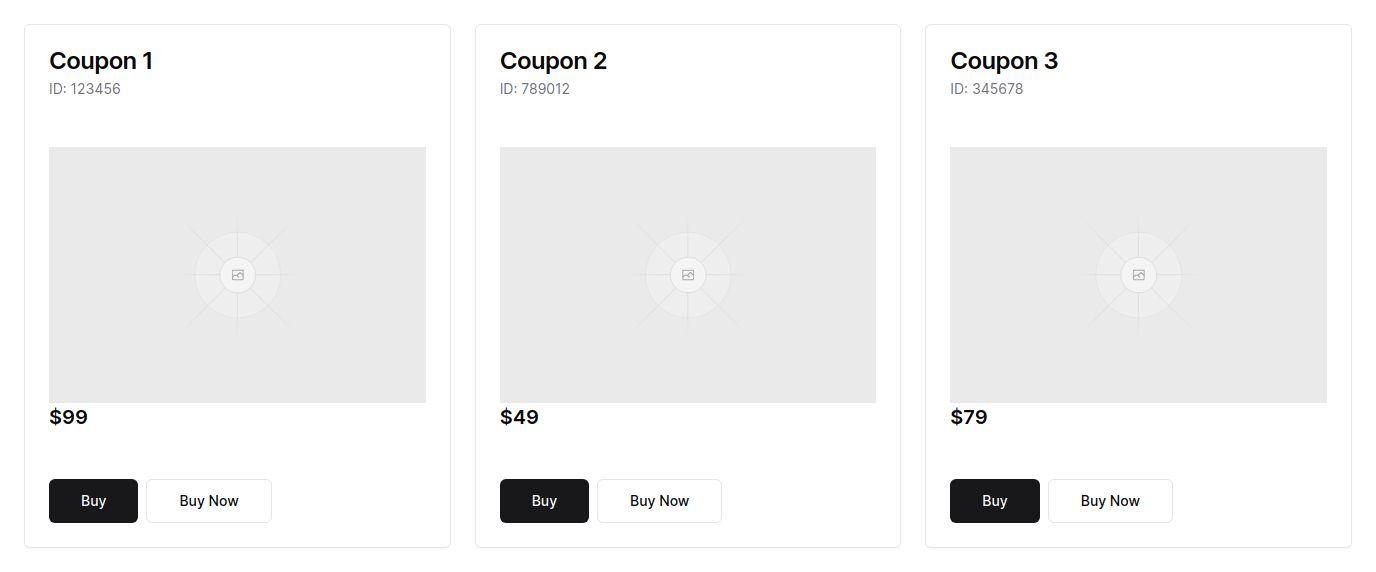 Coupon 1
ID: 123456
$99
Buy
Buy Now
Coupon 2
ID: 789012
$49
Buy
Buy Now
Coupon 3
ID: 345678
$79
Buy
Buy Now